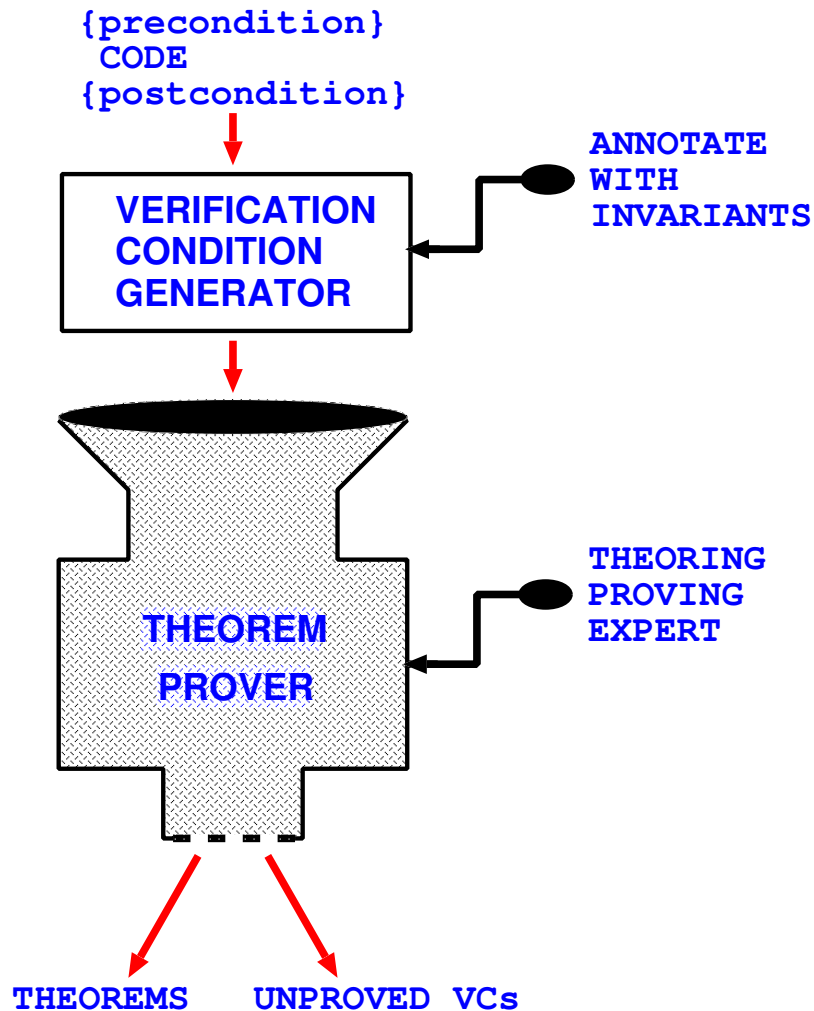 {precondition}
CODE
{postcondition}
ANNOTATE
WITH
INVARIANTS
VERIFICATION
CONDITION
GENERATOR
THEORING
PROVING
EXPERT
THEOREM
PROVER
THEOREMS
UNPROVED VCs